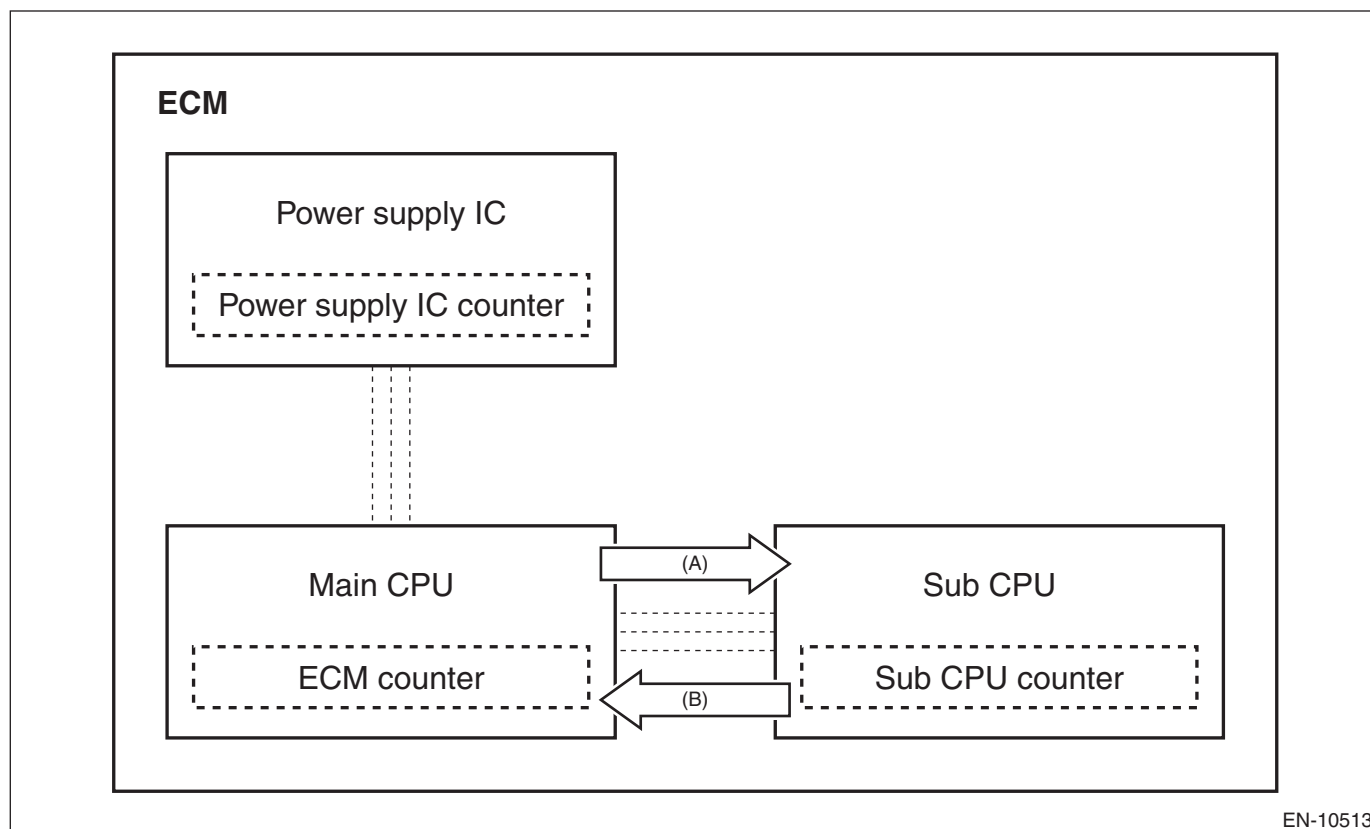 ECM
Power supply IC
Power supply IC counter
Main CPU
ECM counter
(A)
(B)
Sub CPU
Sub CPU counter
EN-10513